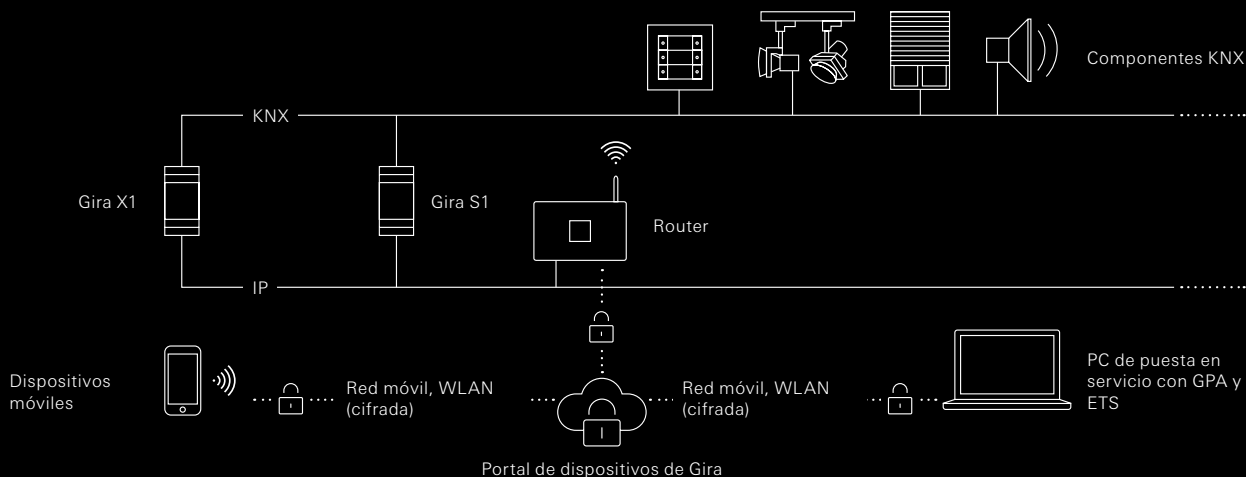 Componentes KNX
KNX
Gira X1
Gira S1
Router
IP
Dispositivos
móviles
Red móvil, WLAN
(cifrada)
Red móvil, WLAN
(cifrada)
PC de puesta en
servicio con GPA y
ETS
Portal de dispositivos de Gira